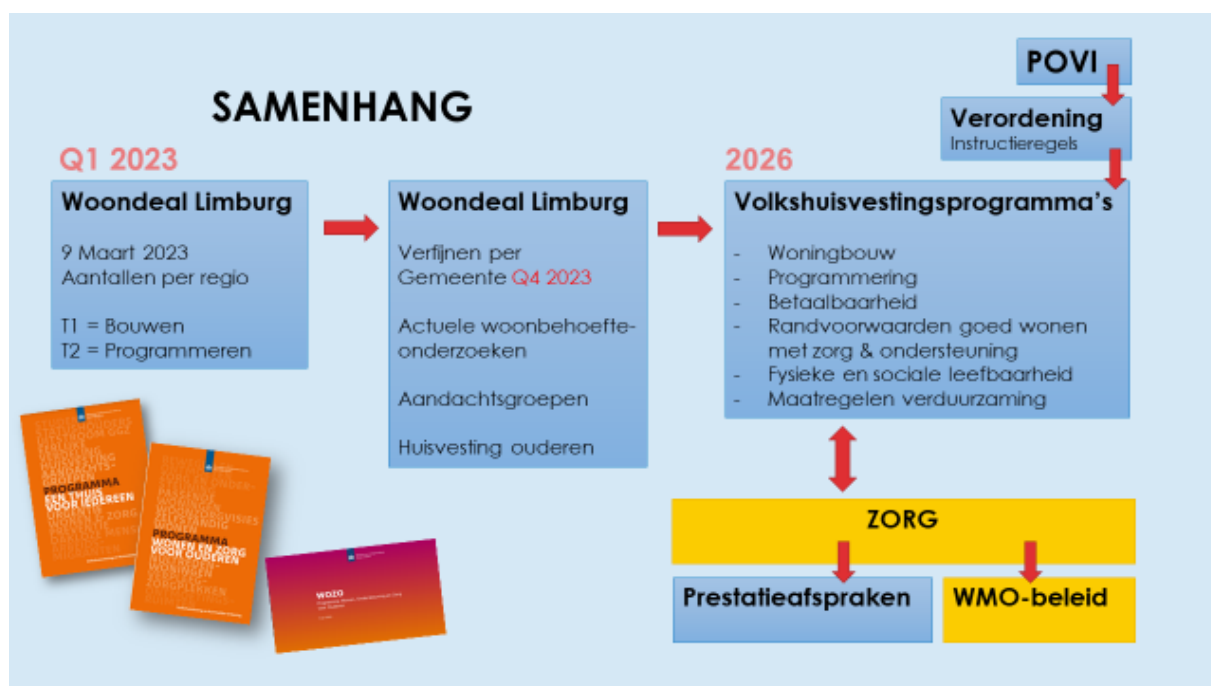 SAMENHANG
POVI
Verordening
Instructieregels
Q1 2023
Woondeal Limburg
9 Maart 2023
Aantallen per regio
T1 = Bouwen
T2 = Programmeren
Woondeal Limburg
Verfijnen per
Gemeente Q4 2023
Actuele woonbehoefte-
onderzoeken
Aandachtsgroepen
Huisvesting ouderen
2026
Volkshuisvestingsprogramma's
- Woningbouw
- Programmering
- Betaalbaarheid
- Randvoorwaarden goed wonen
met zorg & ondersteuning
- Fysieke en sociale leefbaarheid
- Maatregelen verduurzaming
ZORG
Prestatieafspraken
WMO-beleid
PROGRAMMA
EEN THUIS
VOOR IEDEREEN
PROGRAMMA
WONEN EN ZORG
VOOR OUDEREN
WOZO